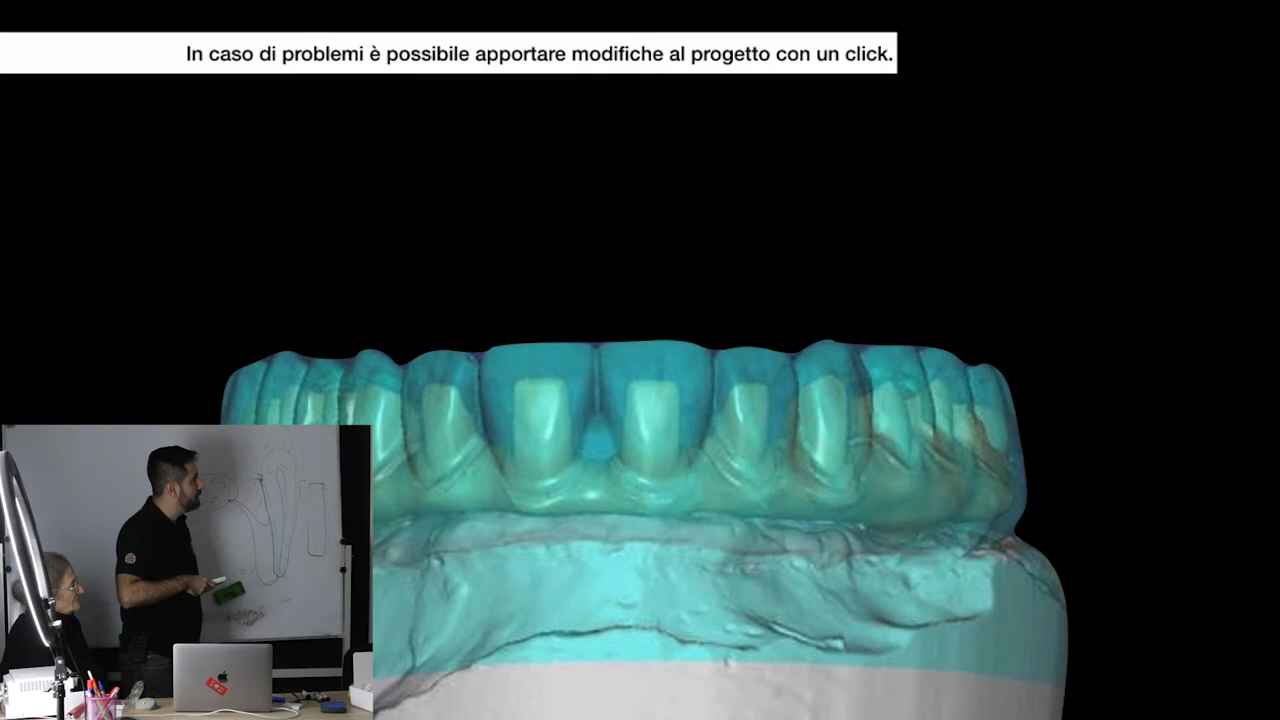 In caso di problemi è possibile apportare modifiche al progetto con un click.